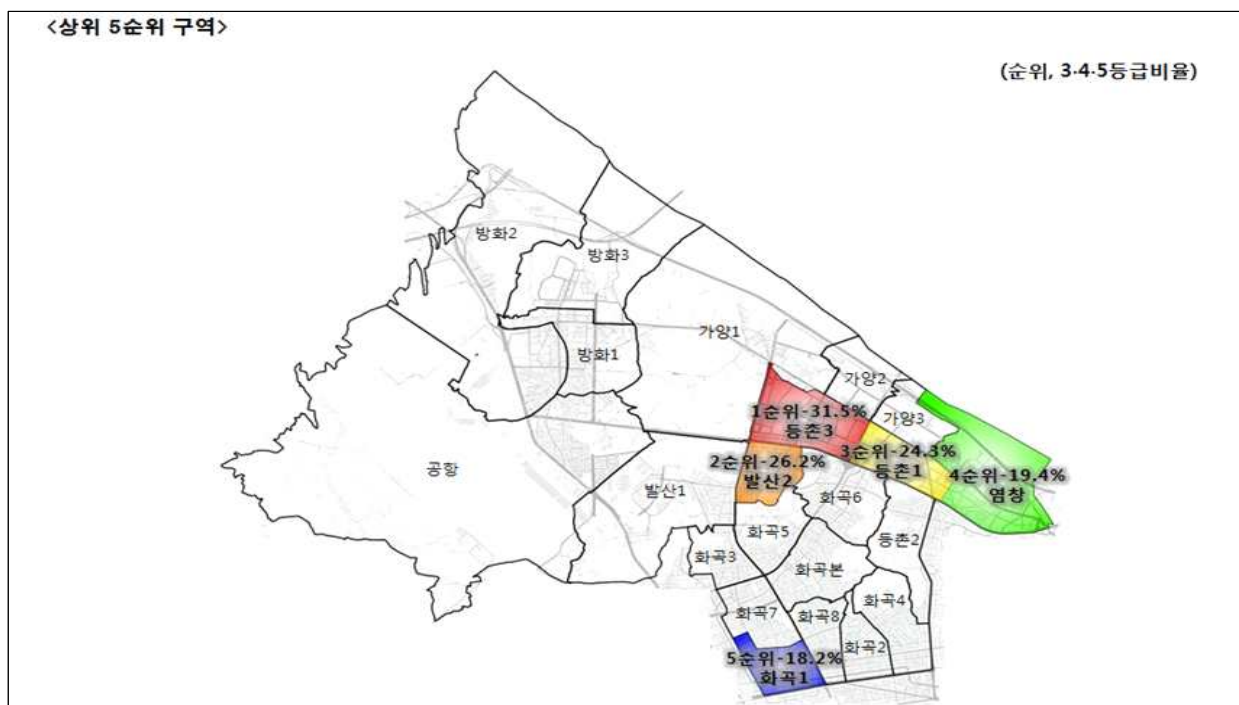 <상위 5순위 구역>
(순위, 3·4·5등급비율)
방화2
방화3
가양1
방화1
가양2
1순위-31.5%
등촌3
가양3
3순위-24.3%
등촌1
2순위-26.2%
발산2
4순위-19.4%
염창
공항
발산1
화곡6
화곡5
등촌2
화곡3
화곡본
화곡4
화곡7
화곡8
화곡2
5순위-18.2%
화곡1